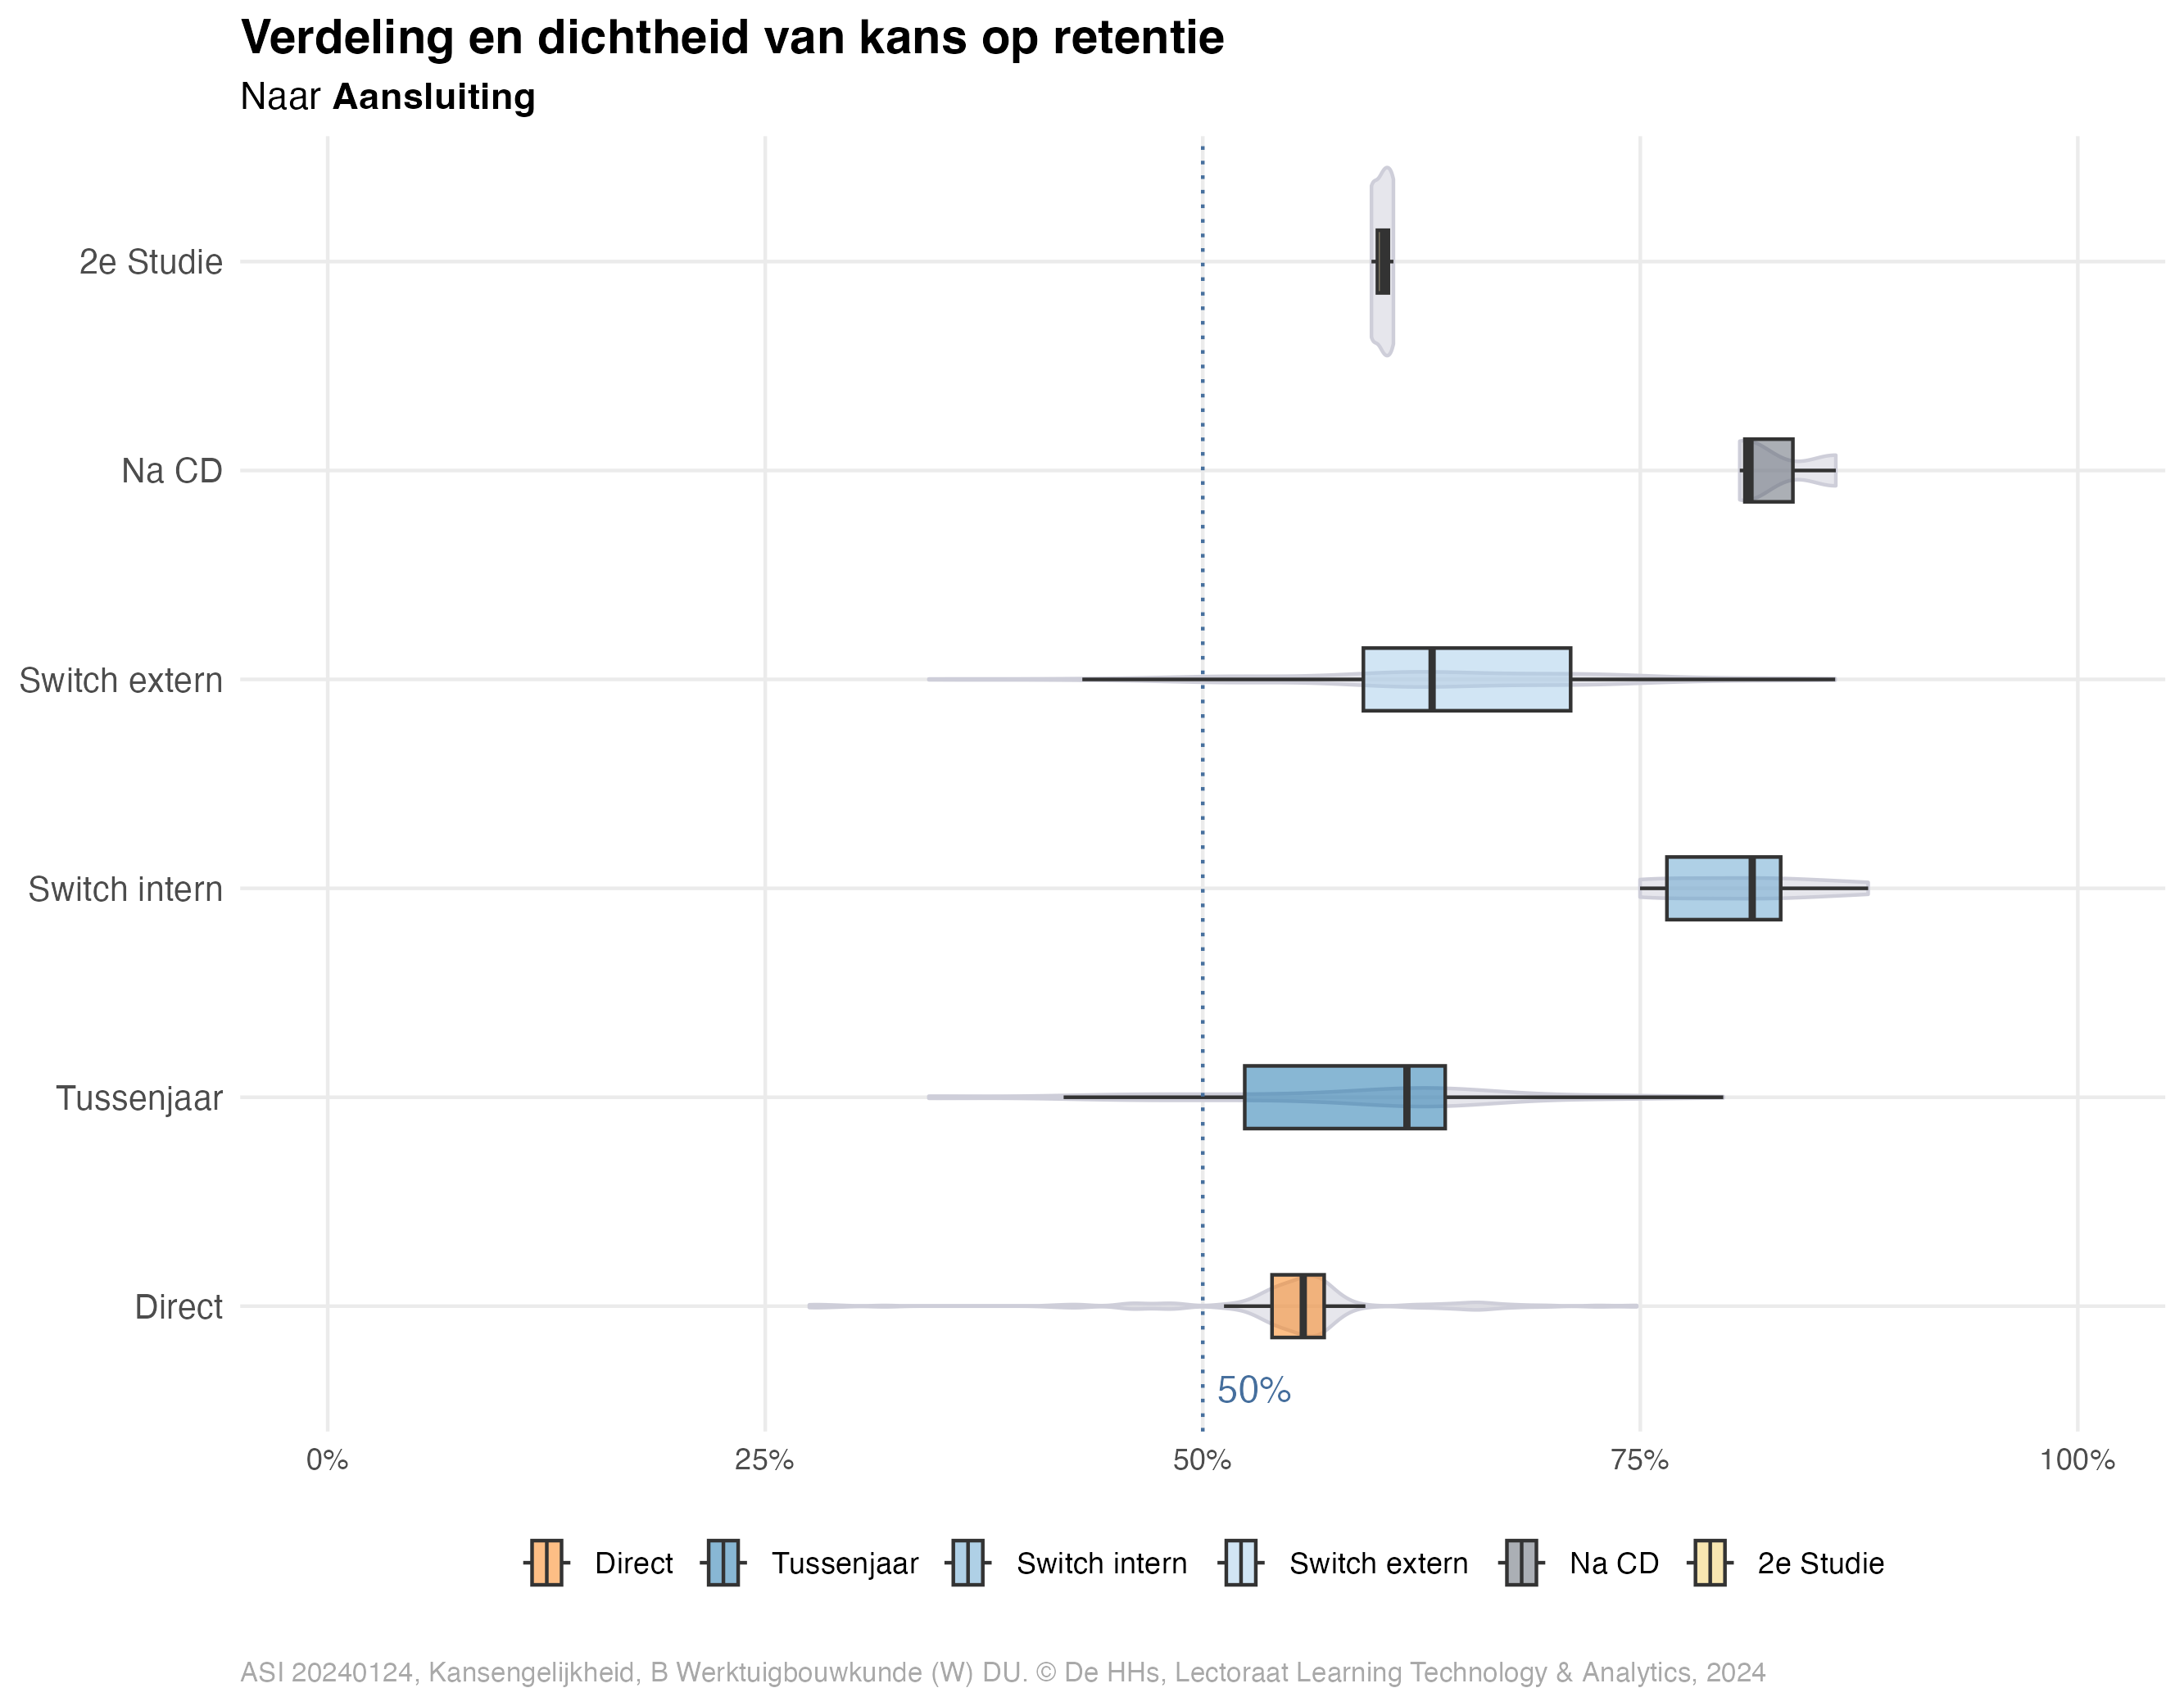 Verdeling en dichtheid van kans op retentie
Naar Aansluiting
2e Studie
Na CD
Switch extern
Switch intern
Tussenjaar
Direct
50%
0% 25% 50% 75% 100%
Direct Tussenjaar Switch intern Switch extern Na CD 2e Studie
ASI 20240124, Kansengelijkheid, B Werktuigbouwkunde (W) DU. © De HHs, Lectoraat Learning Technology & Analytics, 2024